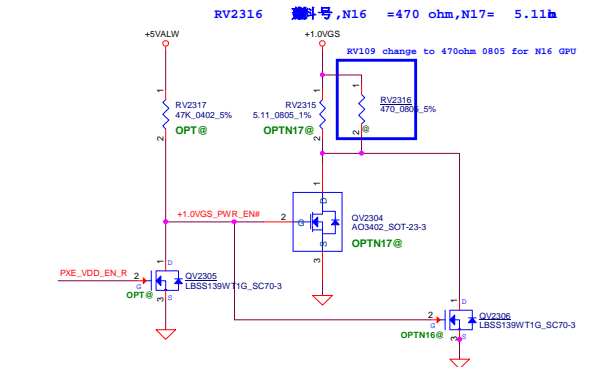 RV2316 料号,N16 =470 ohm,N17= 5.11
+5VALW
+1.0VGS
RV109 change to 470ohm 0805 for N16 GPU
1
1
1
RV2317
47K_0402_5%
OPT@
2
RV2315
5.11_0805_1%
OPTN17@
2
RV2316
470_0805_5%
@
2
1
D
+1.0VGS_PWR_EN#
2
G
QV2304
AO3402_SOT-23-3
OPTN17@
S
3
1
D
PXE_VDD_EN_R
2
G
OPT@
QV2305
LBSS139WT1G_SC70-3
3
S
1
D
2
G
OPTN16@
QV2306
LBSS139WT1G_SC70-3
3
S